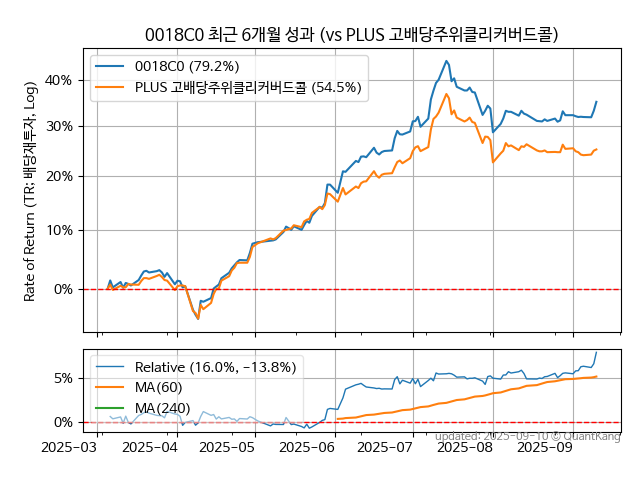 0018C0 최근 6개월 성과 (vs PLUS 고배당주위클리커버드콜)
0018C0 (79.2%)
PLUS 고배당주위클리커버드콜 (54.5%)
Rate of Return (TR: 배당재투자, Log)
40%
30%
20%
10%
0%
Relative (16.0%, −13.8%)
MA(60)
MA(240)
5%
0%
2025−03 2025−04 2025−05 2025−06 2025−07 2025−08 2025−09
updated: 2025−09−10 © QuantKang